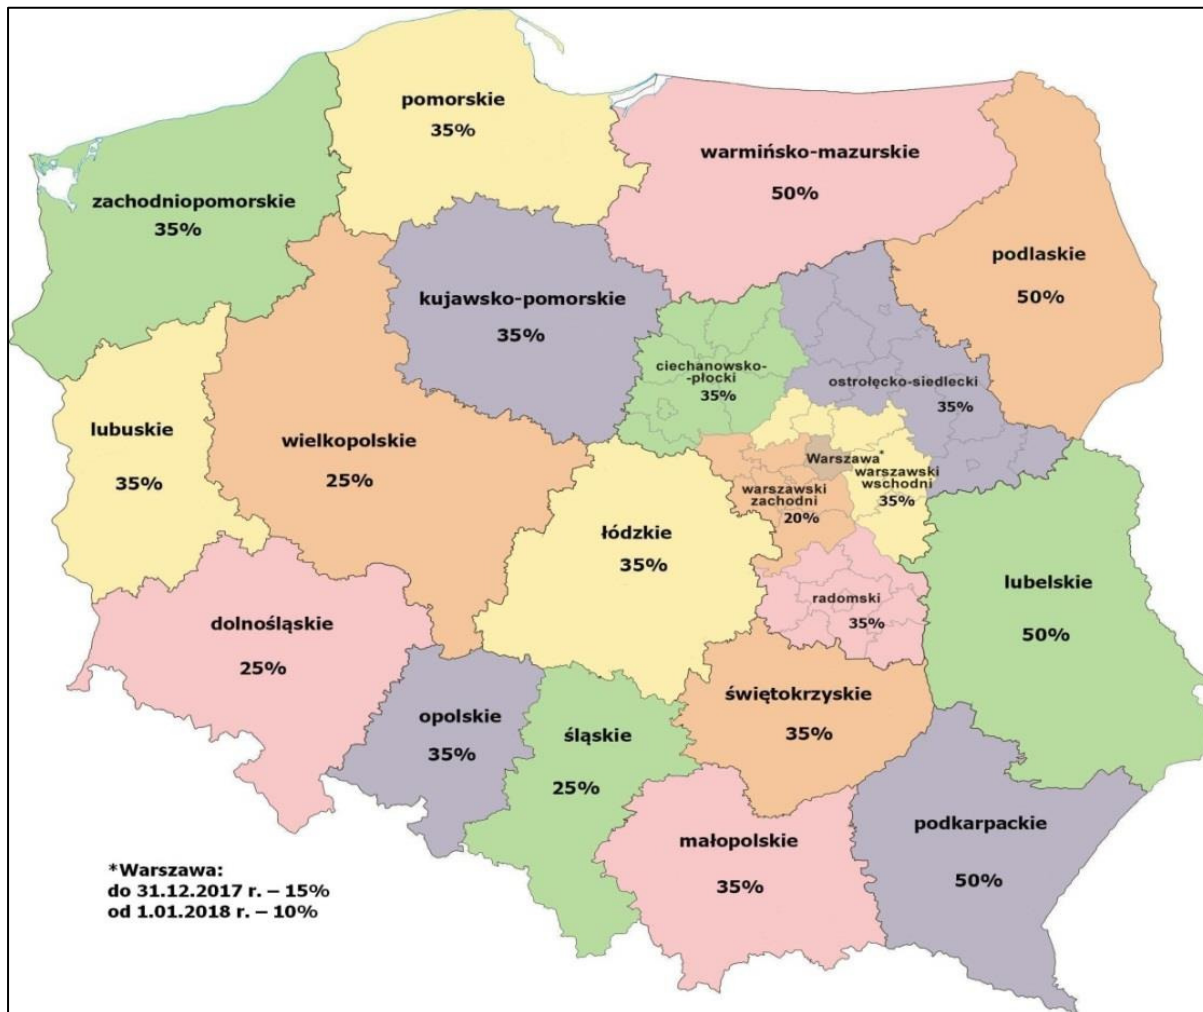 pomorskie
35%
warmińsko-mazurskie
50%
zachodniopomorskie
35%
podlaskie
50%
kujawsko-pomorskie
35%
ciechanowsko-
-płocki
35%
ostrołęcko-siedlecki
35%
lubuskie
35%
wielkopolskie
25%
Warszawa*
warszawski
wschodni
35%
warszawski
zachodni
20%
łódzkie
35%
radomski
35%
lubelskie
50%
dolnośląskie
25%
opolskie
35%
śląskie
25%
świętokrzyskie
35%
małopolskie
35%
podkarpackie
50%
*Warszawa:
do 31.12.2017 r. – 15%
od 1.01.2018 r. – 10%